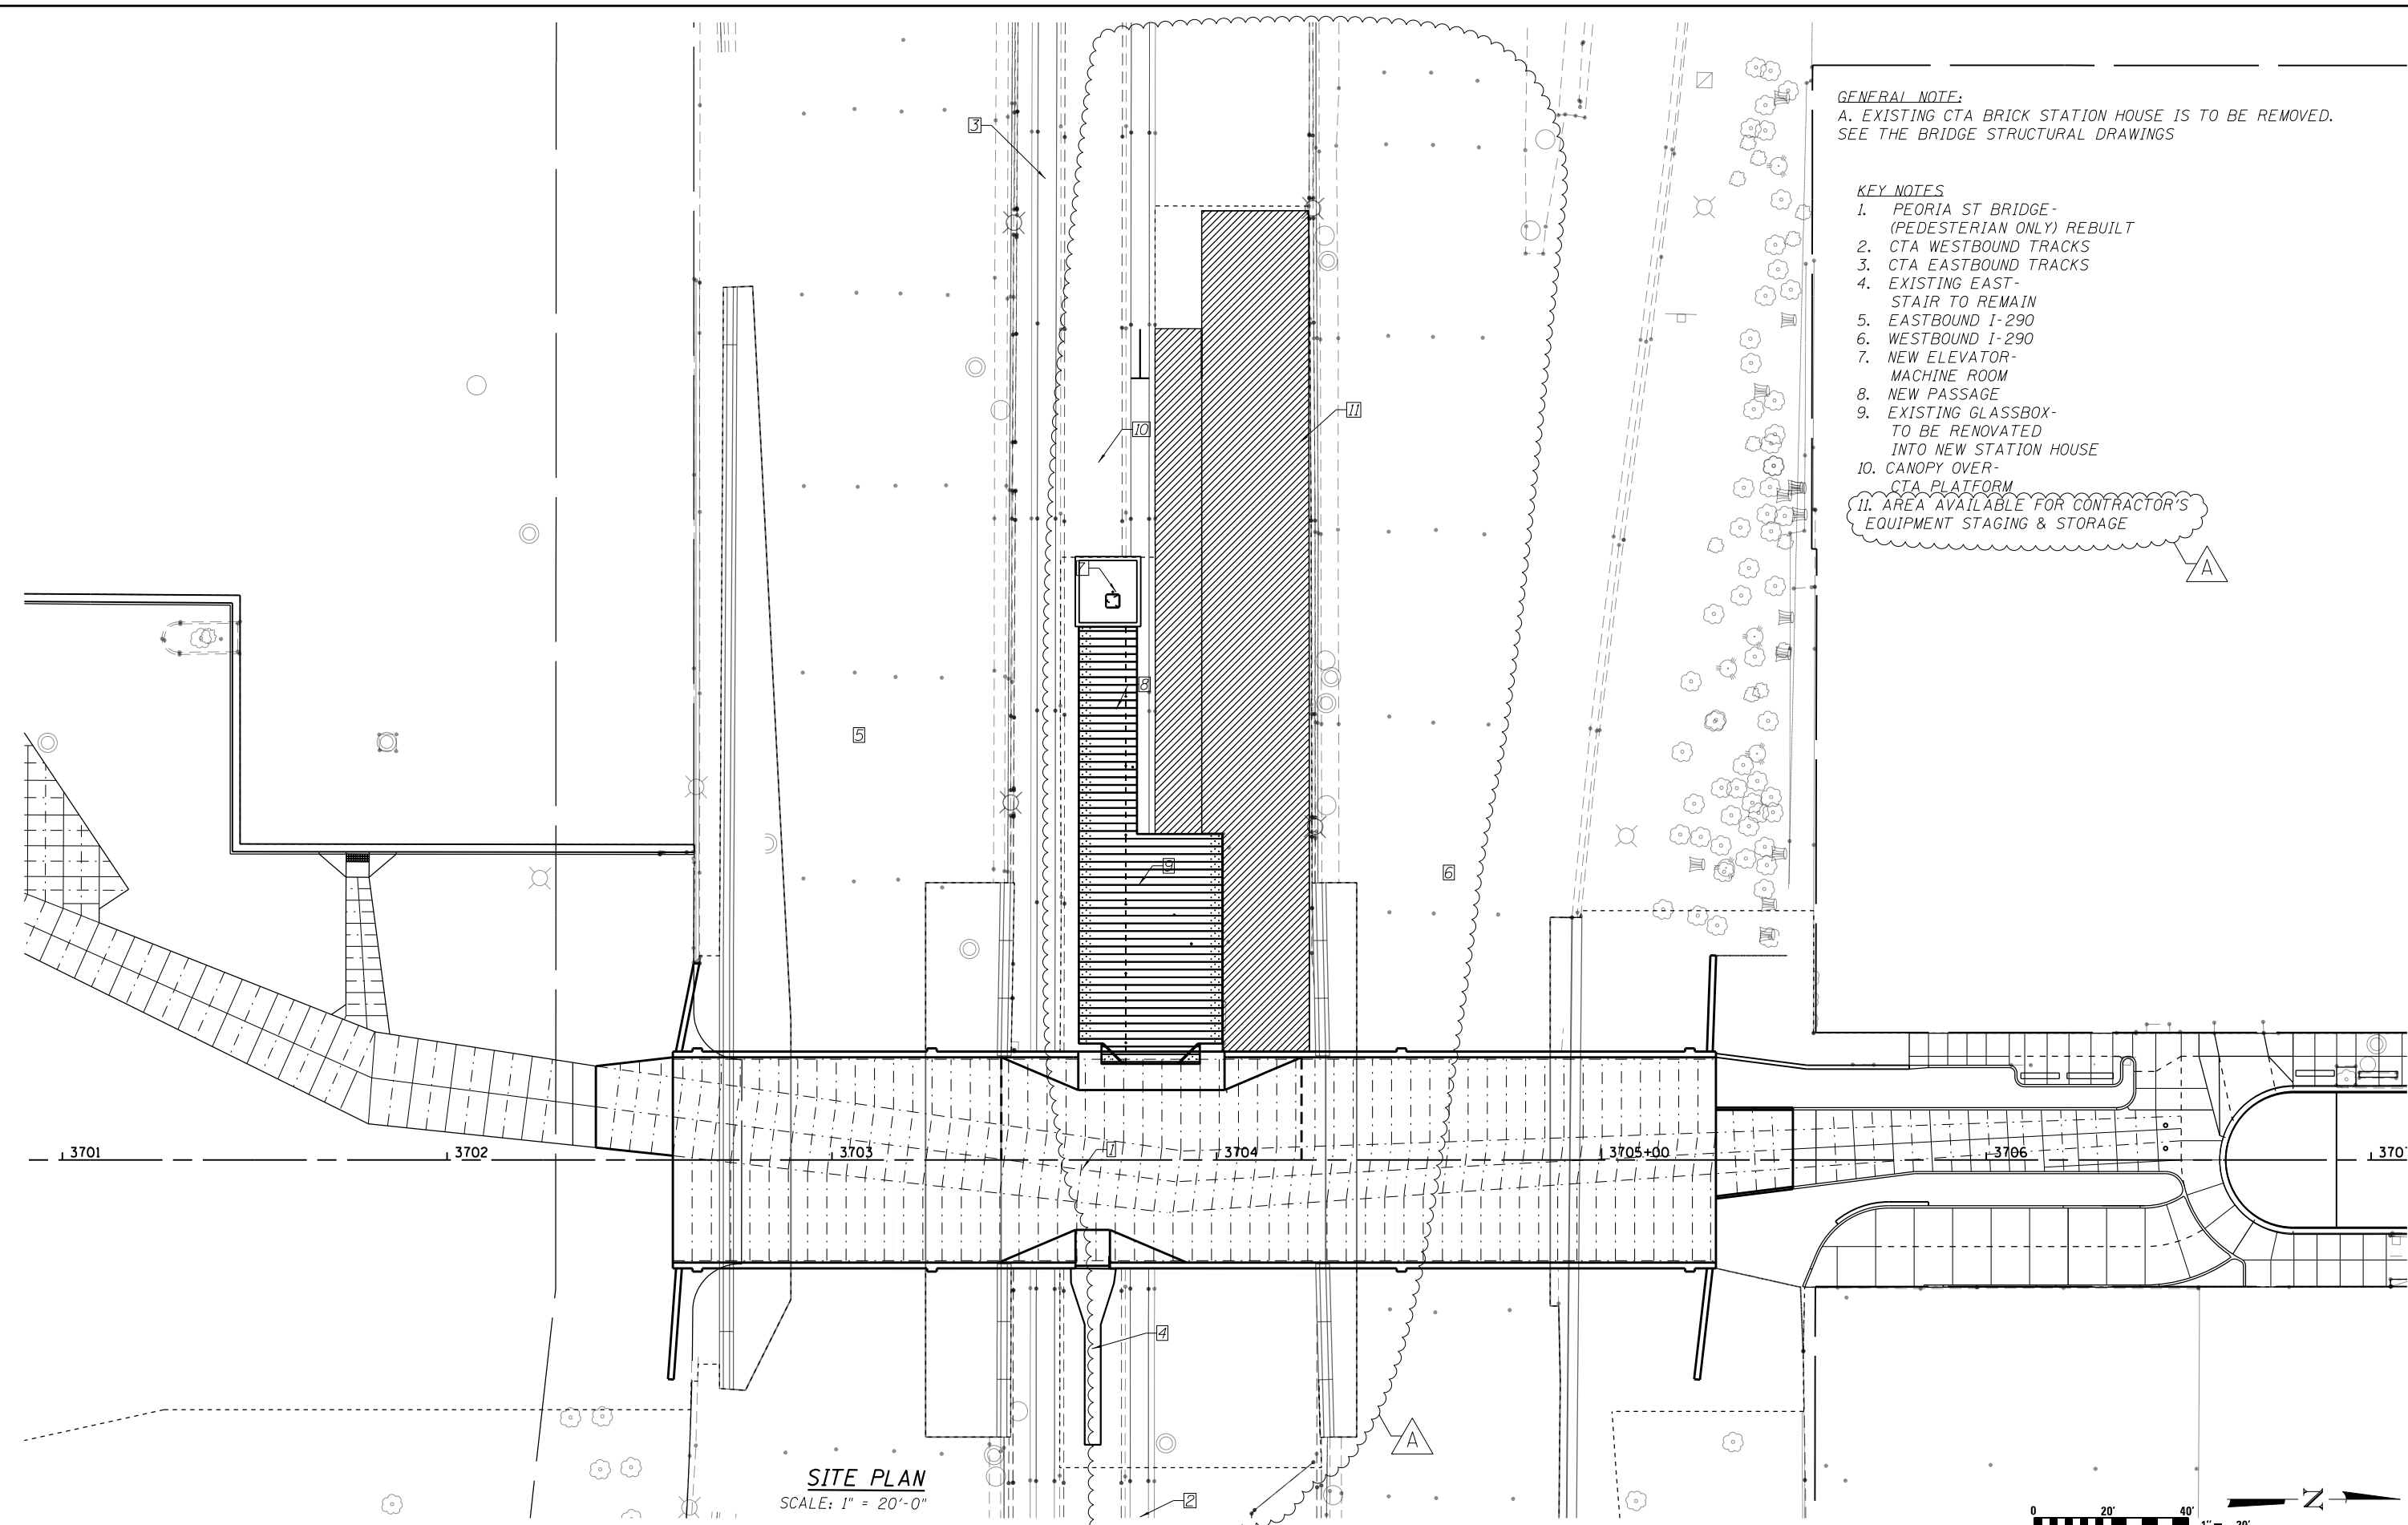 GENERAL NOTE:
A. EXISTING CTA BRICK STATION HOUSE IS TO BE REMOVED.
SEE THE BRIDGE STRUCTURAL DRAWINGS
KEY NOTES
1. PEORIA ST BRIDGE-
(PEDESTERIAN ONLY) REBUILT
2. CTA WESTBOUND TRACKS
3. CTA EASTBOUND TRACKS
4. EXISTING EAST-
STAIR TO REMAIN
5. EASTBOUND I-290
6. WESTBOUND I-290
7. NEW ELEVATOR-
MACHINE ROOM
8. NEW PASSAGE
9. EXISTING GLASSBOX-
TO BE RENOVATED
INTO NEW STATION HOUSE
10. CANOPY OVER-
CTA PLATFORM
11. AREA AVAILABLE FOR CONTRACTOR'S
EQUIPMENT STAGING & STORAGE
A
3
11
10
7
8
5
9
6
3701
3702
3703
3704
3705+00
3706
370
1
4
A
2
SITE PLAN
SCALE: 1" = 20'-0"
N
0 20' 40'